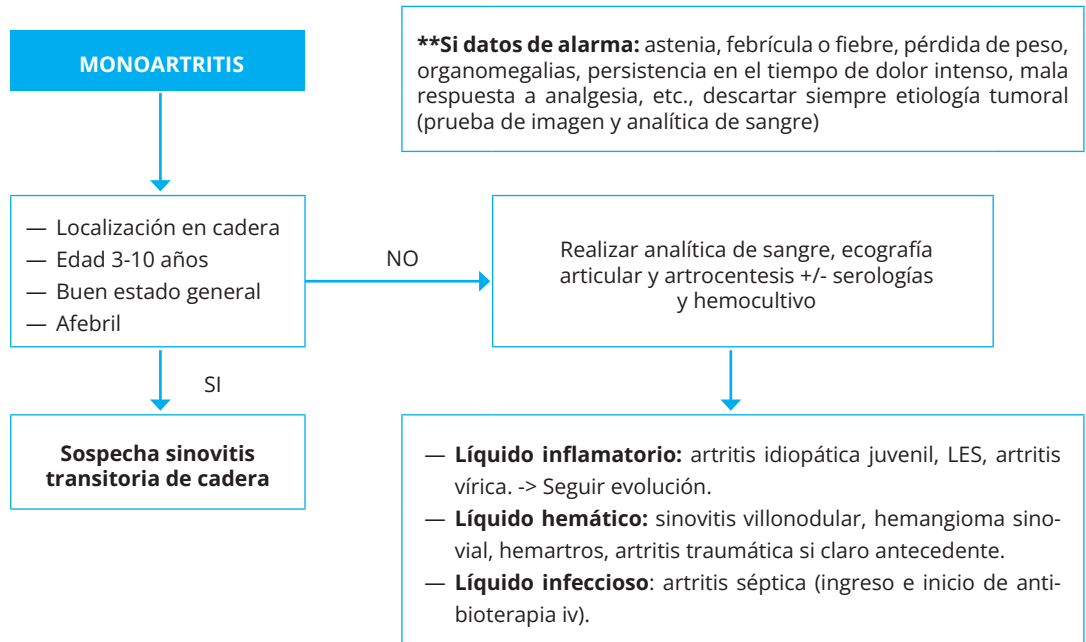 MONOARTRITIS
**Si datos de alarma: astenia, febrícula o fiebre, pérdida de peso,
organomegalias, persistencia en el tiempo de dolor intenso, mala
respuesta a analgesia, etc., descartar siempre etiología tumoral
(prueba de imagen y analítica de sangre)
— Localización en cadera
— Edad 3-10 años
— Buen estado general
— Afebril
NO
Realizar analítica de sangre, ecografía
articular y artrocentesis +/- serologías
y hemocultivo
SI
Sospecha sinovitis
transitoria de cadera
— Líquido inflamatorio: artritis idiopática juvenil, LES, artritis
vírica. -> Seguir evolución.
— Líquido hemático: sinovitis villonodular, hemangioma sino-
vial, hemartros, artritis traumática si claro antecedente.
— Líquido infeccioso: artritis séptica (ingreso e inicio de anti-
bioterapia iv).